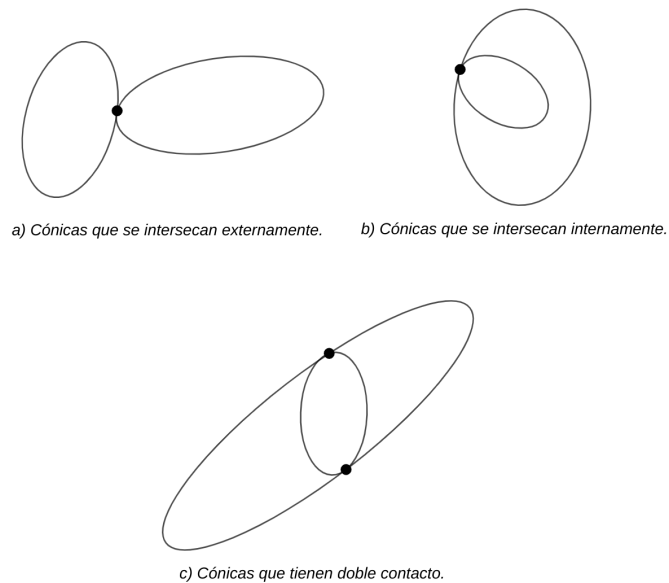 a) Cónicas que se intersecan externamente.
b) Cónicas que se intersecan internamente.
c) Cónicas que tienen doble contacto.